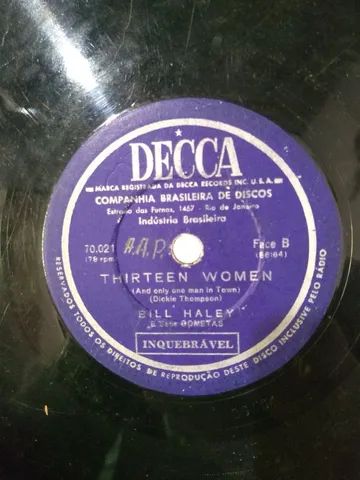 DECCA
MARCA REGISTRADA DA DECCA RECORDS INC. U.S.A.
COMPANHIA BRASILEIRA DE DISCOS
Estrada das Furnas, 1457 - Rio de Janeiro
Indústria Brasileira
70.021
R.A.P.
Face B
(78 rpm)
THIRTEEN WOMEN
(And only one man in Town)
(Dickie Thompson)
BILL HALEY
E Seus COMETAS
INQUEBRÁVEL
RESERVADOS TODOS OS DIREITOS DE REPRODUÇÃO DESTE DISCO INCLUSIVE PELO RÁDIO